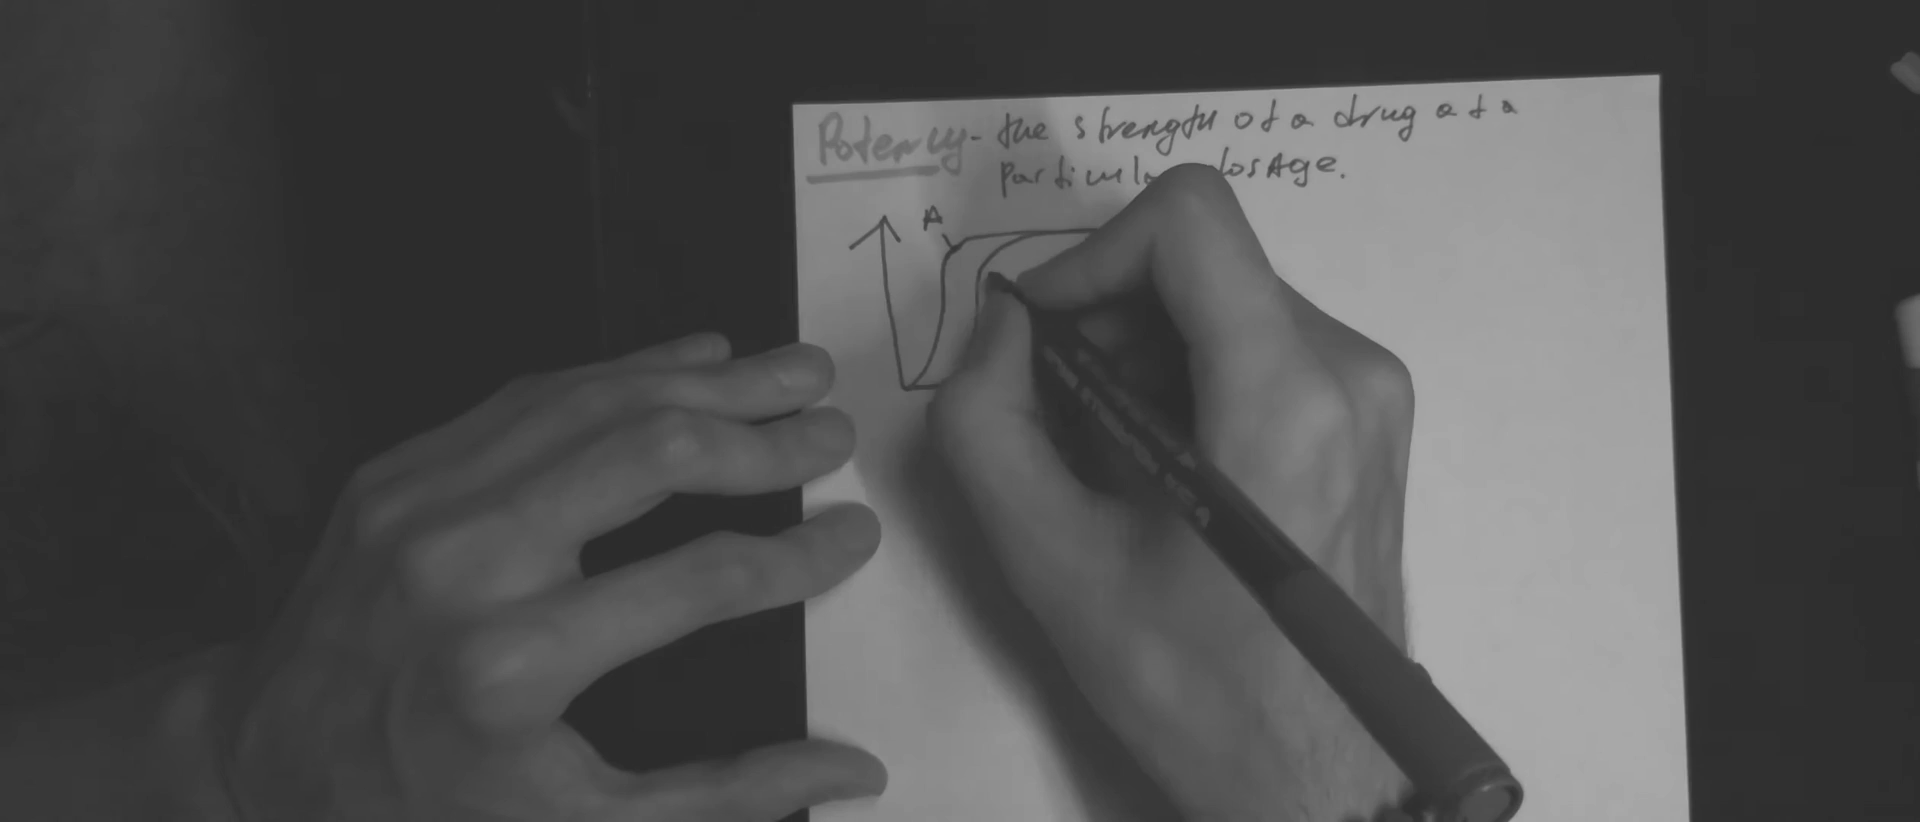 Potency - the strength of a drug at a
particular dosAge.
A